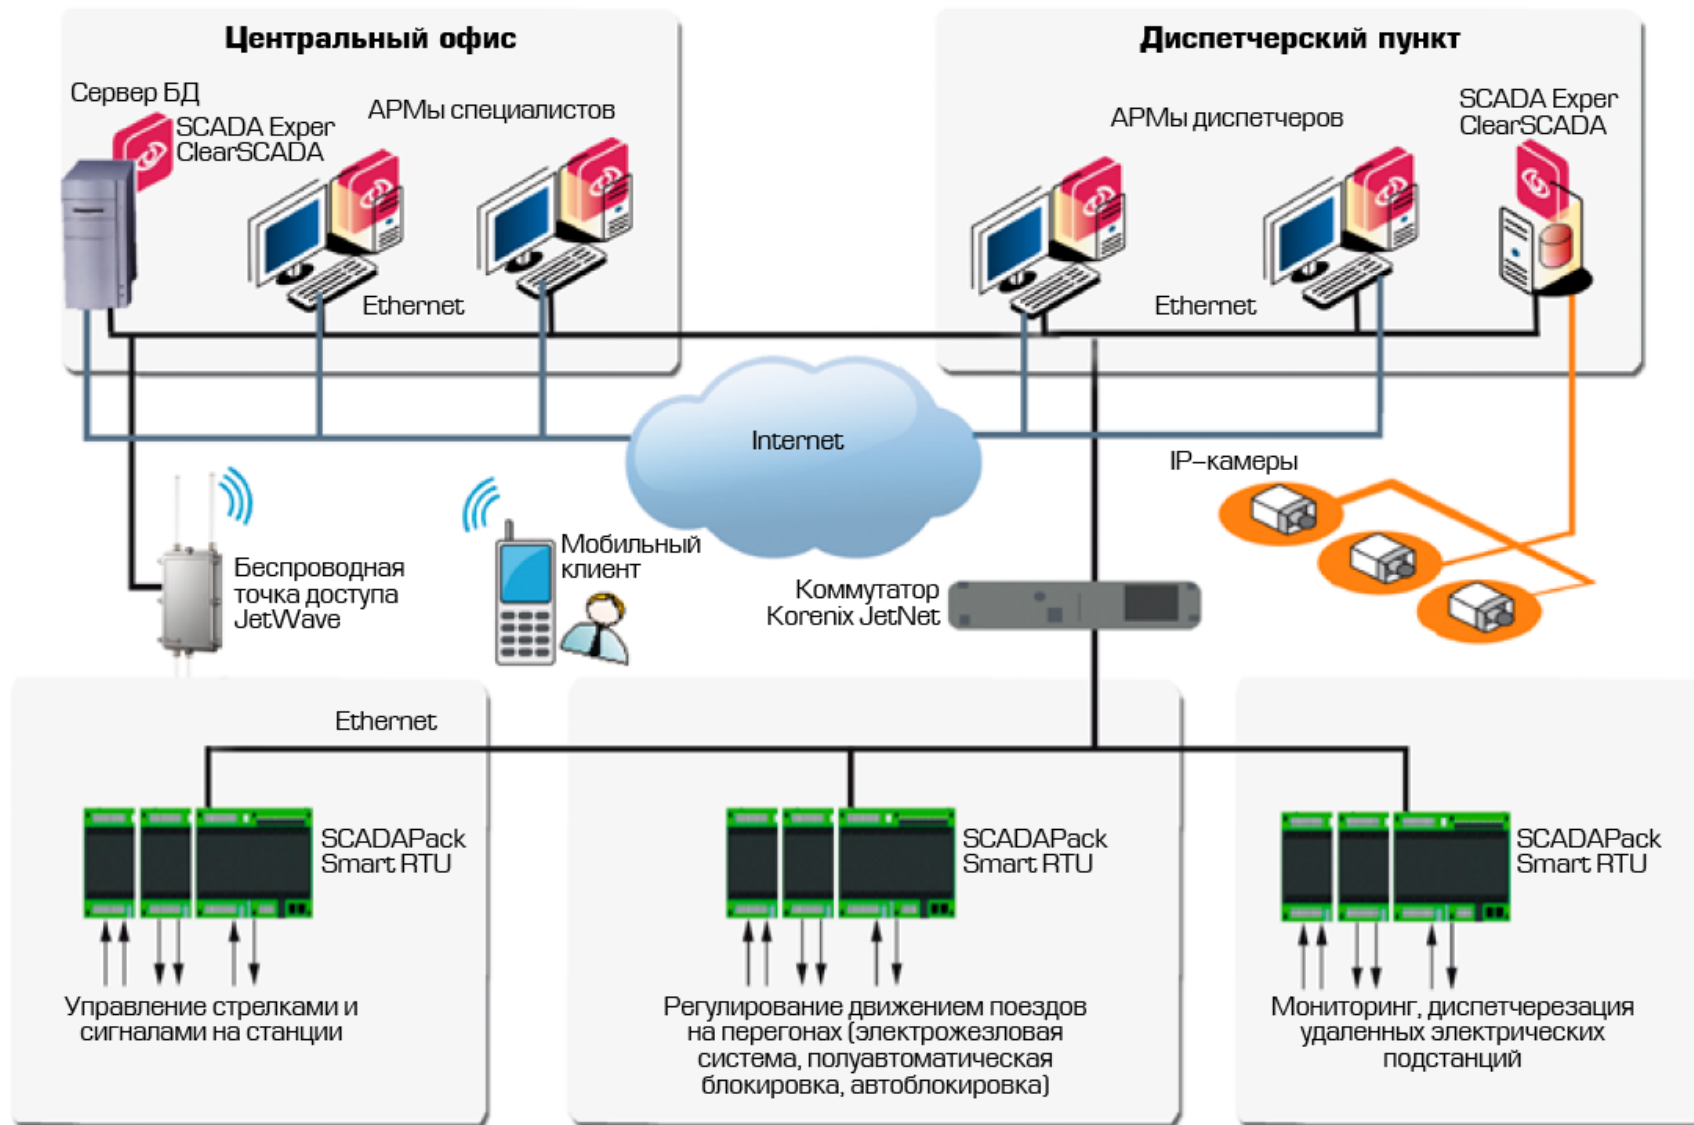 Центральный офис
Диспетчерский пункт
Сервер БД
SCADA Exper
ClearSCADA
АРМы специалистов
Ethernet
АРМы диспетчеров
SCADA Exper
ClearSCADA
Ethernet
Internet
IP-камеры
Беспроводная
точка доступа
JetWave
Мобильный
клиент
Коммутатор
Korenix JetNet
Ethernet
SCADAPack
Smart RTU
SCADAPack
Smart RTU
SCADAPack
Smart RTU
Управление стрелками и
сигналами на станции
Регулирование движением поездов
на перегонах (электрожезловая
система, полуавтоматическая
блокировка, автоблокировка)
Мониторинг, диспетчерезация
удаленных электрических
подстанций